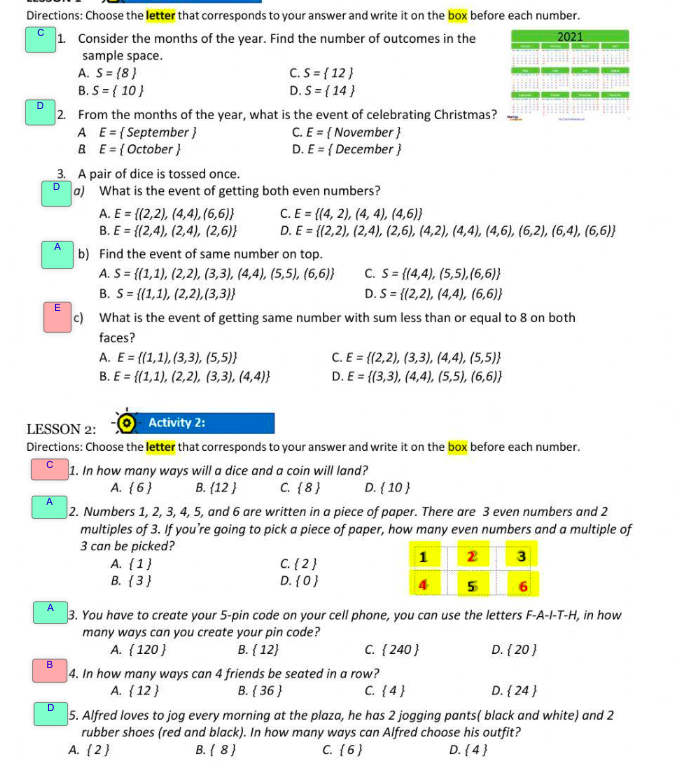 Directions: Choose the letter that corresponds to your answer and write it on the box before each number.
C 1. Consider the months of the year. Find the number of outcomes in the
sample space.
A. S = {8 } C. S = { 12 }
B. S = { 10 } D. S = { 14 }
2021
D 2. From the months of the year, what is the event of celebrating Christmas?
A E = { September } C. E = { November }
B E = { October } D. E = { December }
3. A pair of dice is tossed once.
D a) What is the event of getting both even numbers?
A. E = {(2,2), (4,4), (6,6)} C. E = {(4, 2), (4, 4), (4,6)}
B. E = {(2,4), (2,4), (2,6)} D. E = {(2,2), (2,4), (2,6), (4,2), (4,4), (4,6), (6,2), (6,4), (6,6)}
A b) Find the event of same number on top.
A. S = {(1,1), (2,2), (3,3), (4,4), (5,5), (6,6)} C. S = {(4,4), (5,5),(6,6)}
B. S = {(1,1), (2,2),(3,3)} D. S = {(2,2), (4,4), (6,6)}
E c) What is the event of getting same number with sum less than or equal to 8 on both
faces?
A. E = {(1,1), (3,3), (5,5)} C. E = {(2,2), (3,3), (4,4), (5,5)}
B. E = {(1,1), (2,2), (3,3), (4,4)} D. E = {(3,3), (4,4), (5,5), (6,6)}
LESSON 2: Activity 2:
Directions: Choose the letter that corresponds to your answer and write it on the box before each number.
C 1. In how many ways will a dice and a coin will land?
A. { 6 } B. {12 } C. { 8 } D. { 10 }
A 2. Numbers 1, 2, 3, 4, 5, and 6 are written in a piece of paper. There are 3 even numbers and 2
multiples of 3. If you're going to pick a piece of paper, how many even numbers and a multiple of
3 can be picked?
A. { 1 } C. { 2 }
B. { 3 } D. { 0 }
1 2 3
4 5 6
A 3. You have to create your 5-pin code on your cell phone, you can use the letters F-A-I-T-H, in how
many ways can you create your pin code?
A. { 120 } B. { 12} C. { 240 } D. { 20 }
B 4. In how many ways can 4 friends be seated in a row?
A. { 12 } B. { 36 } C. { 4 } D. { 24 }
D 5. Alfred loves to jog every morning at the plaza, he has 2 jogging pants( black and white) and 2
rubber shoes (red and black). In how many ways can Alfred choose his outfit?
A. { 2 } B. { 8 } C. { 6 } D. { 4 }